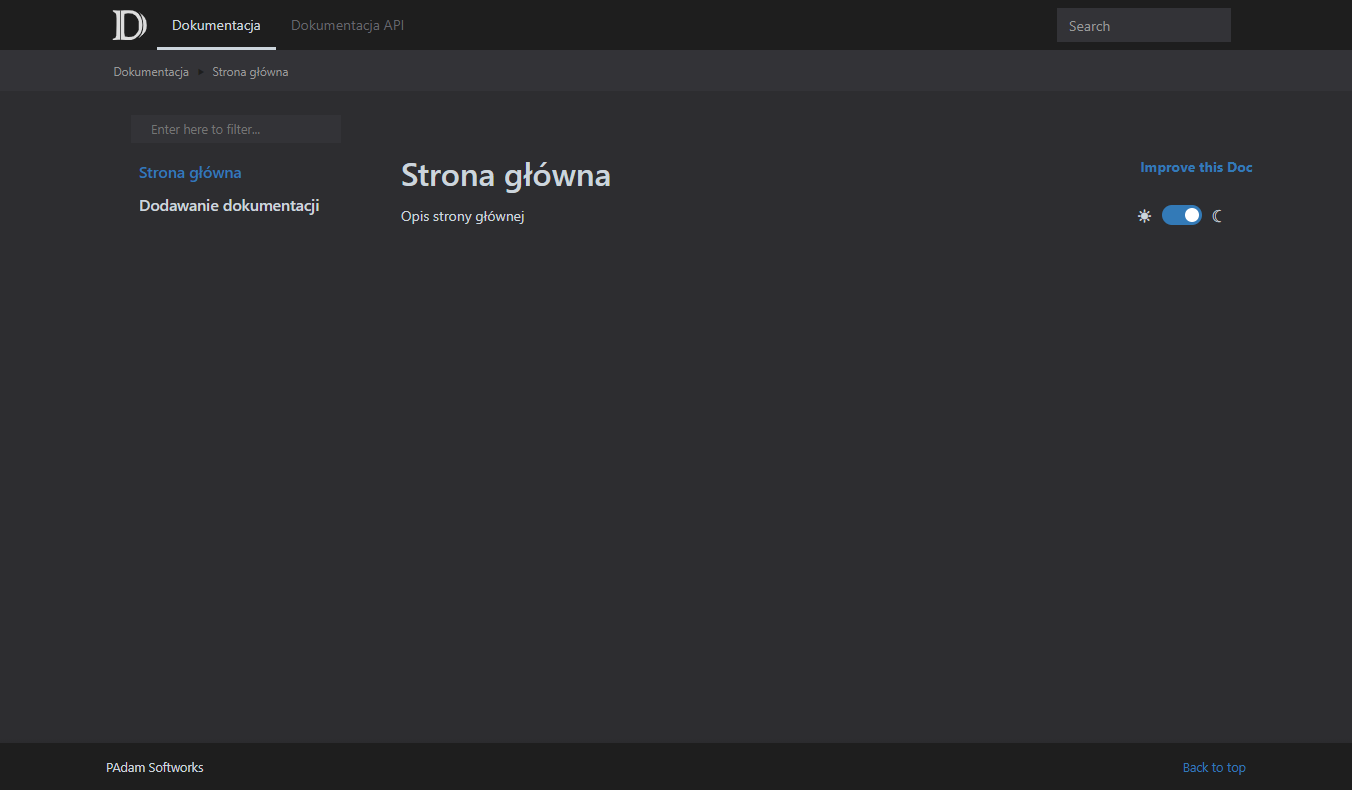 Dokumentacja
Dokumentacja API
Search
Dokumentacja
Strona główna
Enter here to filter...
Strona główna
Dodawanie dokumentacji
Strona główna
Opis strony głównej
Improve this Doc
PAdam Softworks
Back to top